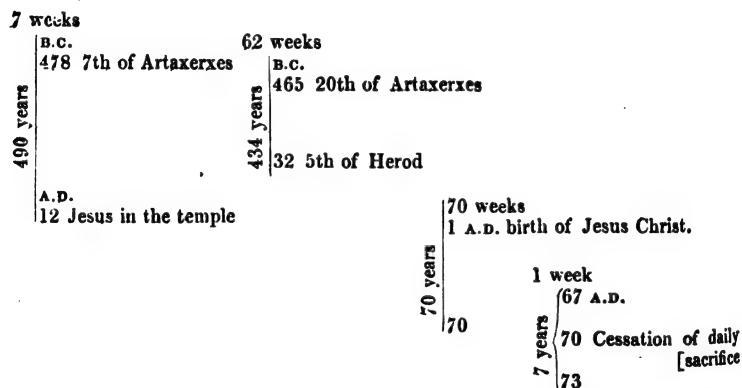 7 weeks
B.C.
478 7th of Artaxerxes
490 years
A.D.
12 Jesus in the temple
62 weeks
B.C.
465 20th of Artaxerxes
434 years
32 5th of Herod
70 weeks
1 A.D. birth of Jesus Christ.
70 years
70
1 week
67 A.D.
7 years
70 Cessation of daily
[sacrifice
73